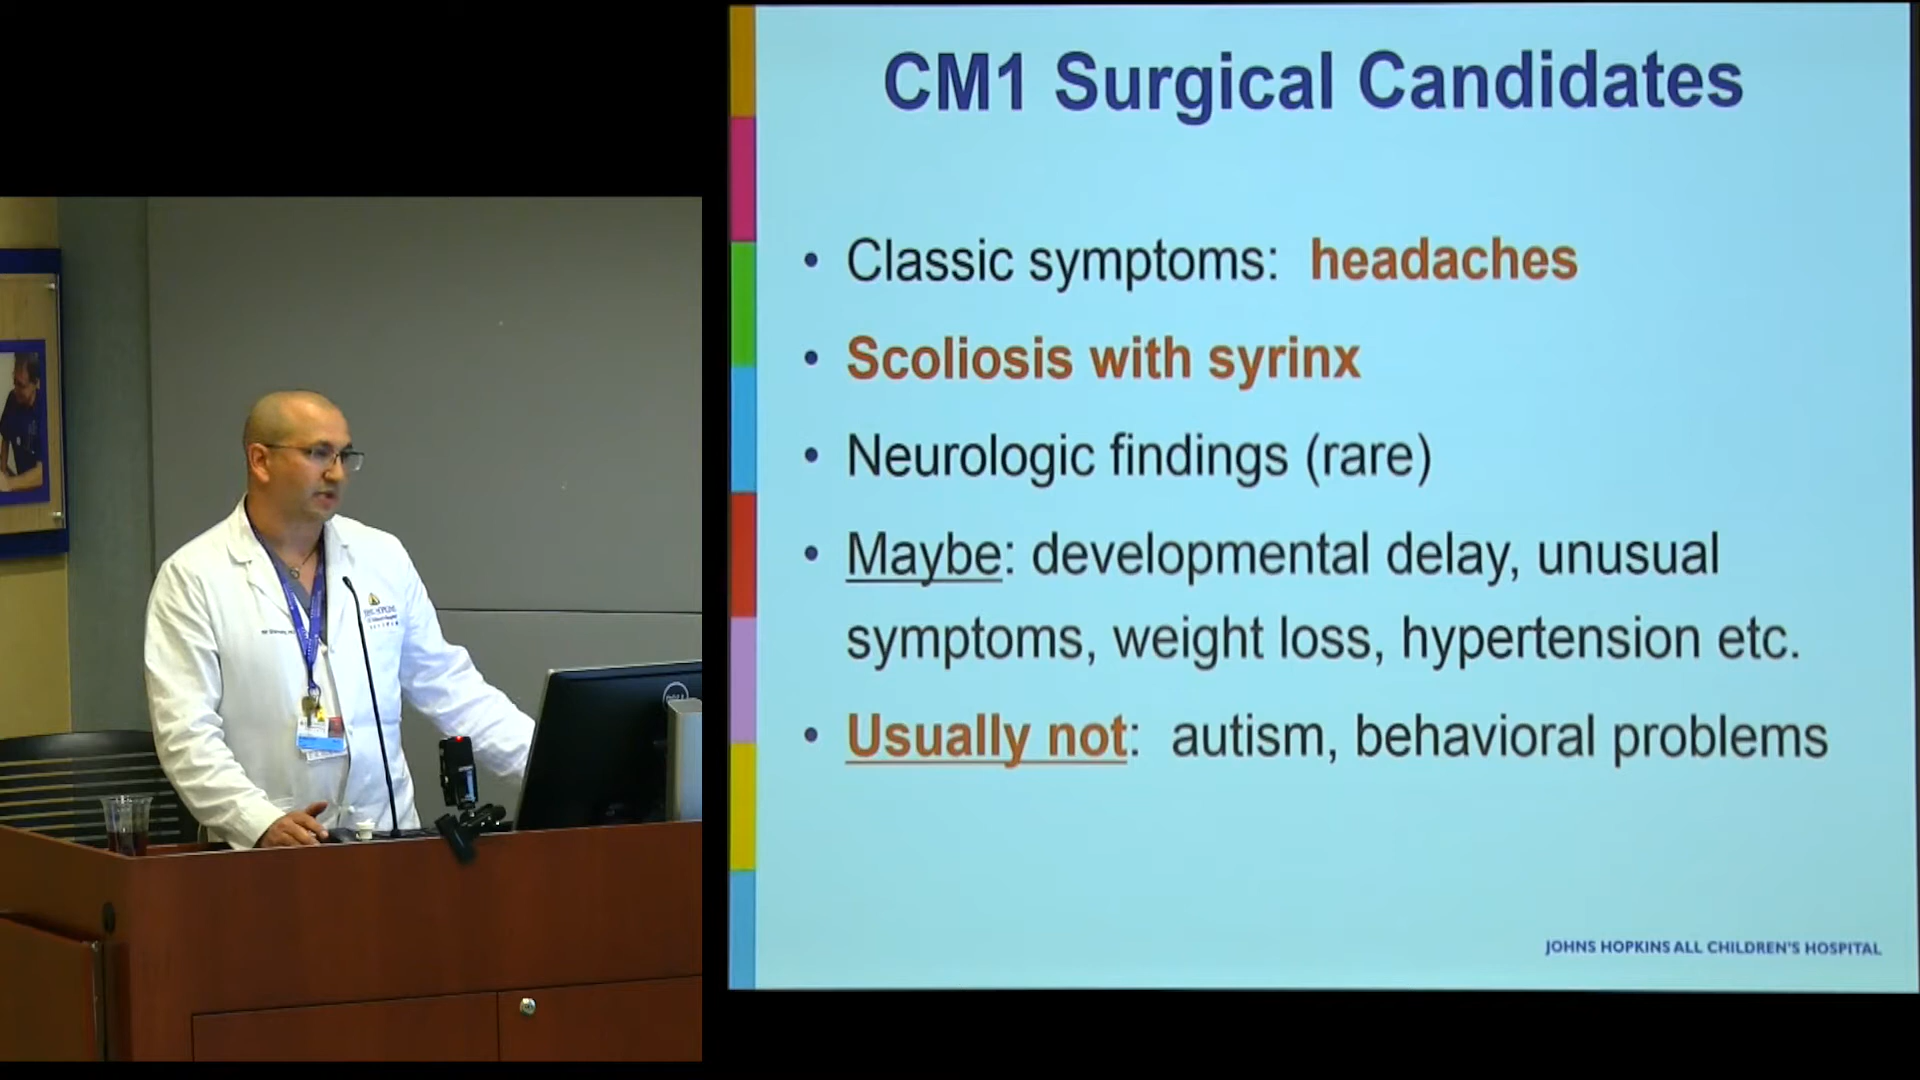 CM1 Surgical Candidates
• Classic symptoms: headaches
• Scoliosis with syrinx
• Neurologic findings (rare)
• Maybe: developmental delay, unusual
symptoms, weight loss, hypertension etc.
• Usually not: autism, behavioral problems
JOHNS HOPKINS ALL CHILDREN'S HOSPITAL
DELL